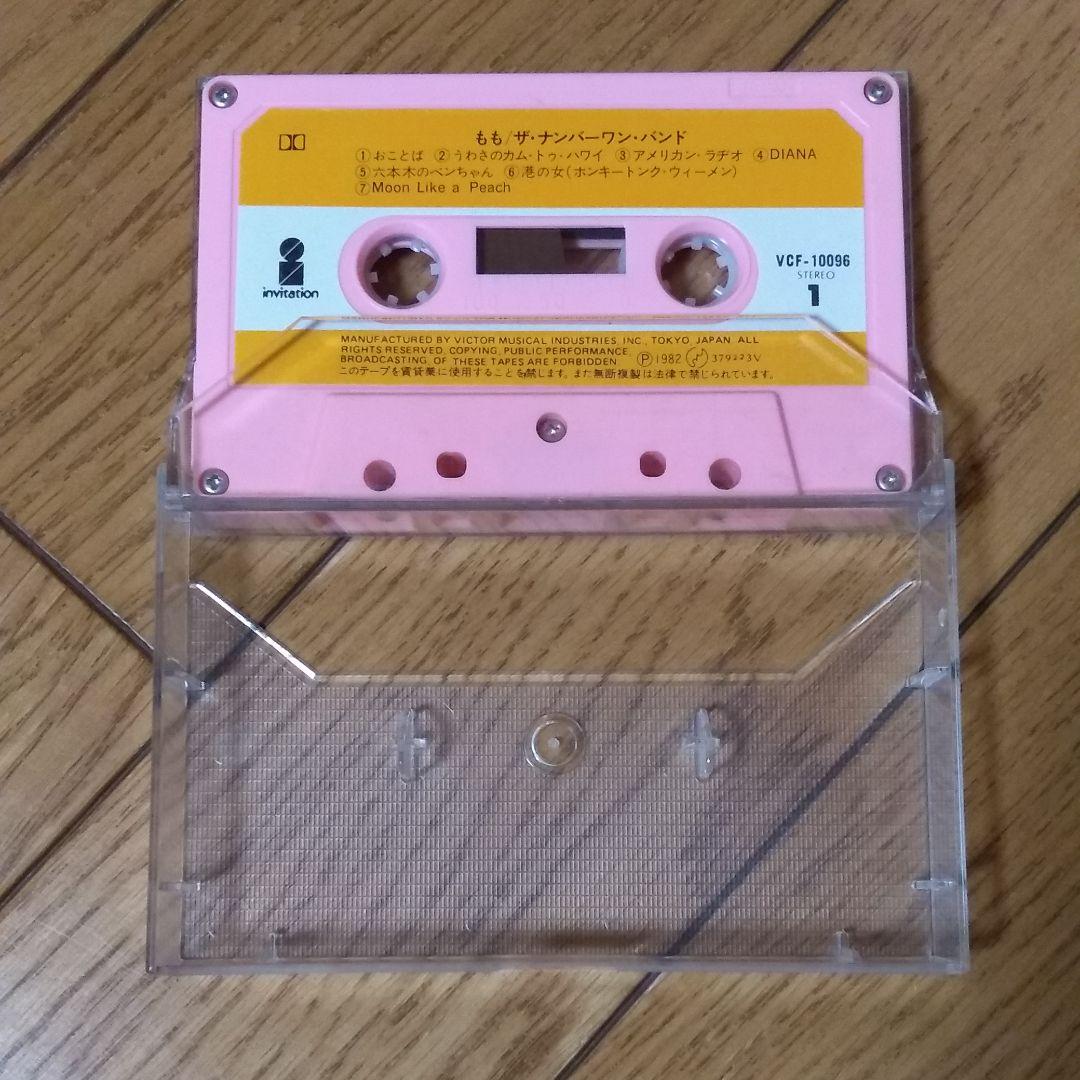 もも/ザ・ナンバーワン・バンド
①おことば ②うわさのカム・トゥ・ハワイ ③アメリカン・ラヂオ ④DIANA
⑤六本木のベンちゃん ⑥港の女(ホンキートンク・ウィーメン)
⑦Moon Like a Peach
invitation
VCF-10096
STEREO
1
MANUFACTURED BY VICTOR MUSICAL INDUSTRIES, INC., TOKYO, JAPAN. ALL
RIGHTS RESERVED, COPYING, PUBLIC PERFORMANCE.
BROADCASTING, OF THESE TAPES ARE FORBIDDEN. Ⓟ1982 379223V
このテープを賃貸業に使用することを禁します。また無断複製は法律で禁じられています。